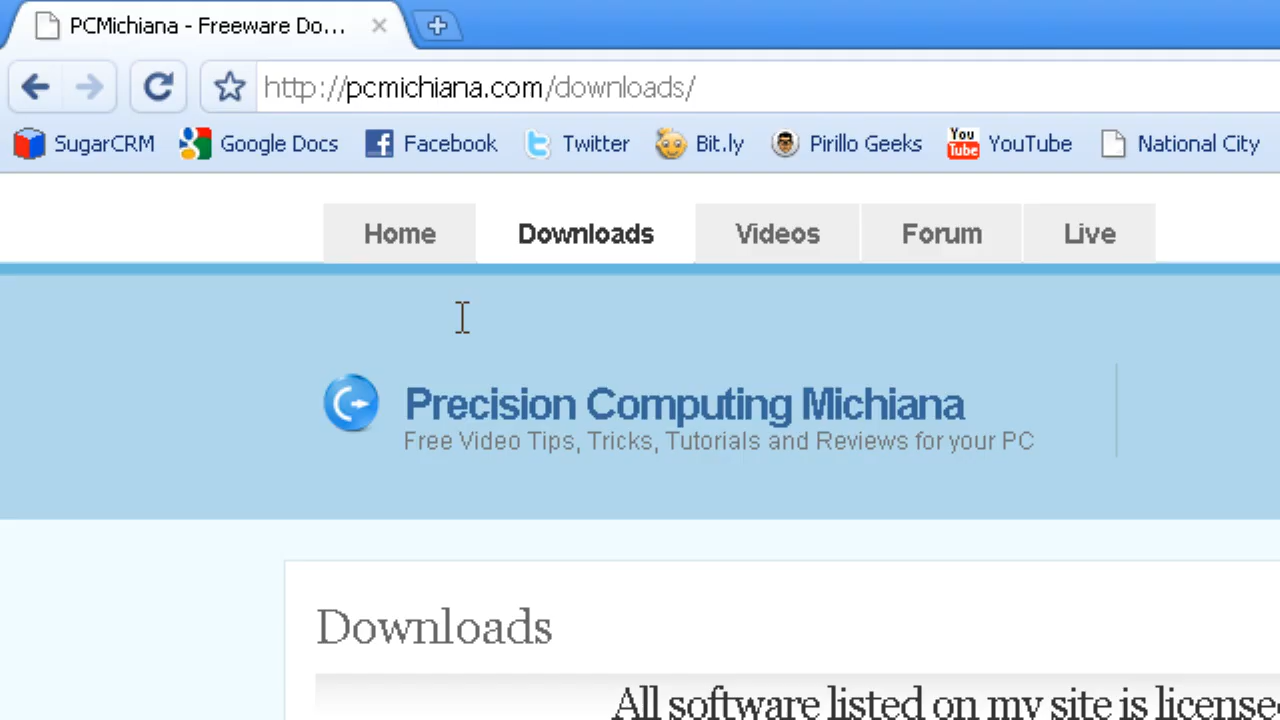 PCMichiana - Freeware Do...
http://pcmichiana.com/downloads/
SugarCRM Google Docs Facebook Twitter Bit.ly Pirillo Geeks You Tube YouTube National City
Home Downloads Videos Forum Live
Precision Computing Michiana
Free Video Tips, Tricks, Tutorials and Reviews for your PC
Downloads
All software listed on my site is license